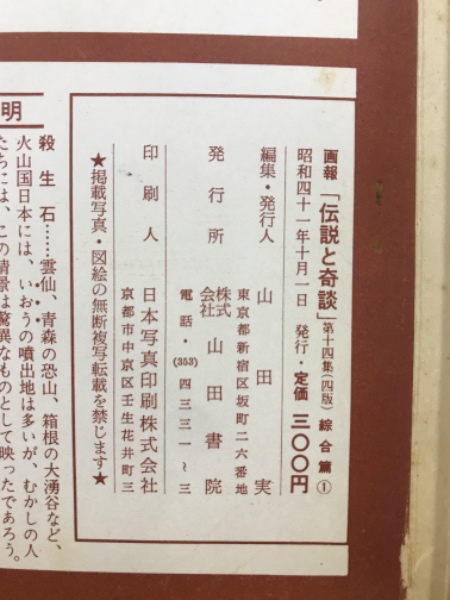 画報「伝説と奇談」第十四集(四版)綜合篇①
昭和四十一年十月一日 発行・定価 三〇〇円
編集・発行人 山田実
東京都新宿区坂町二六番地
発行所 株式会社 山田書院
電話・(353)四三三一〜三
印刷人 日本写真印刷株式会社
京都市中京区壬生花井町三
★掲載写真・図絵の無断複写転載を禁じます★
明
殺生石……雲仙、青森の恐山、箱根の大湧谷など、
火山国日本には、いおうの噴出地は多いが、むかしの人
たちには、この情景は驚異なものとして映ったであろう。